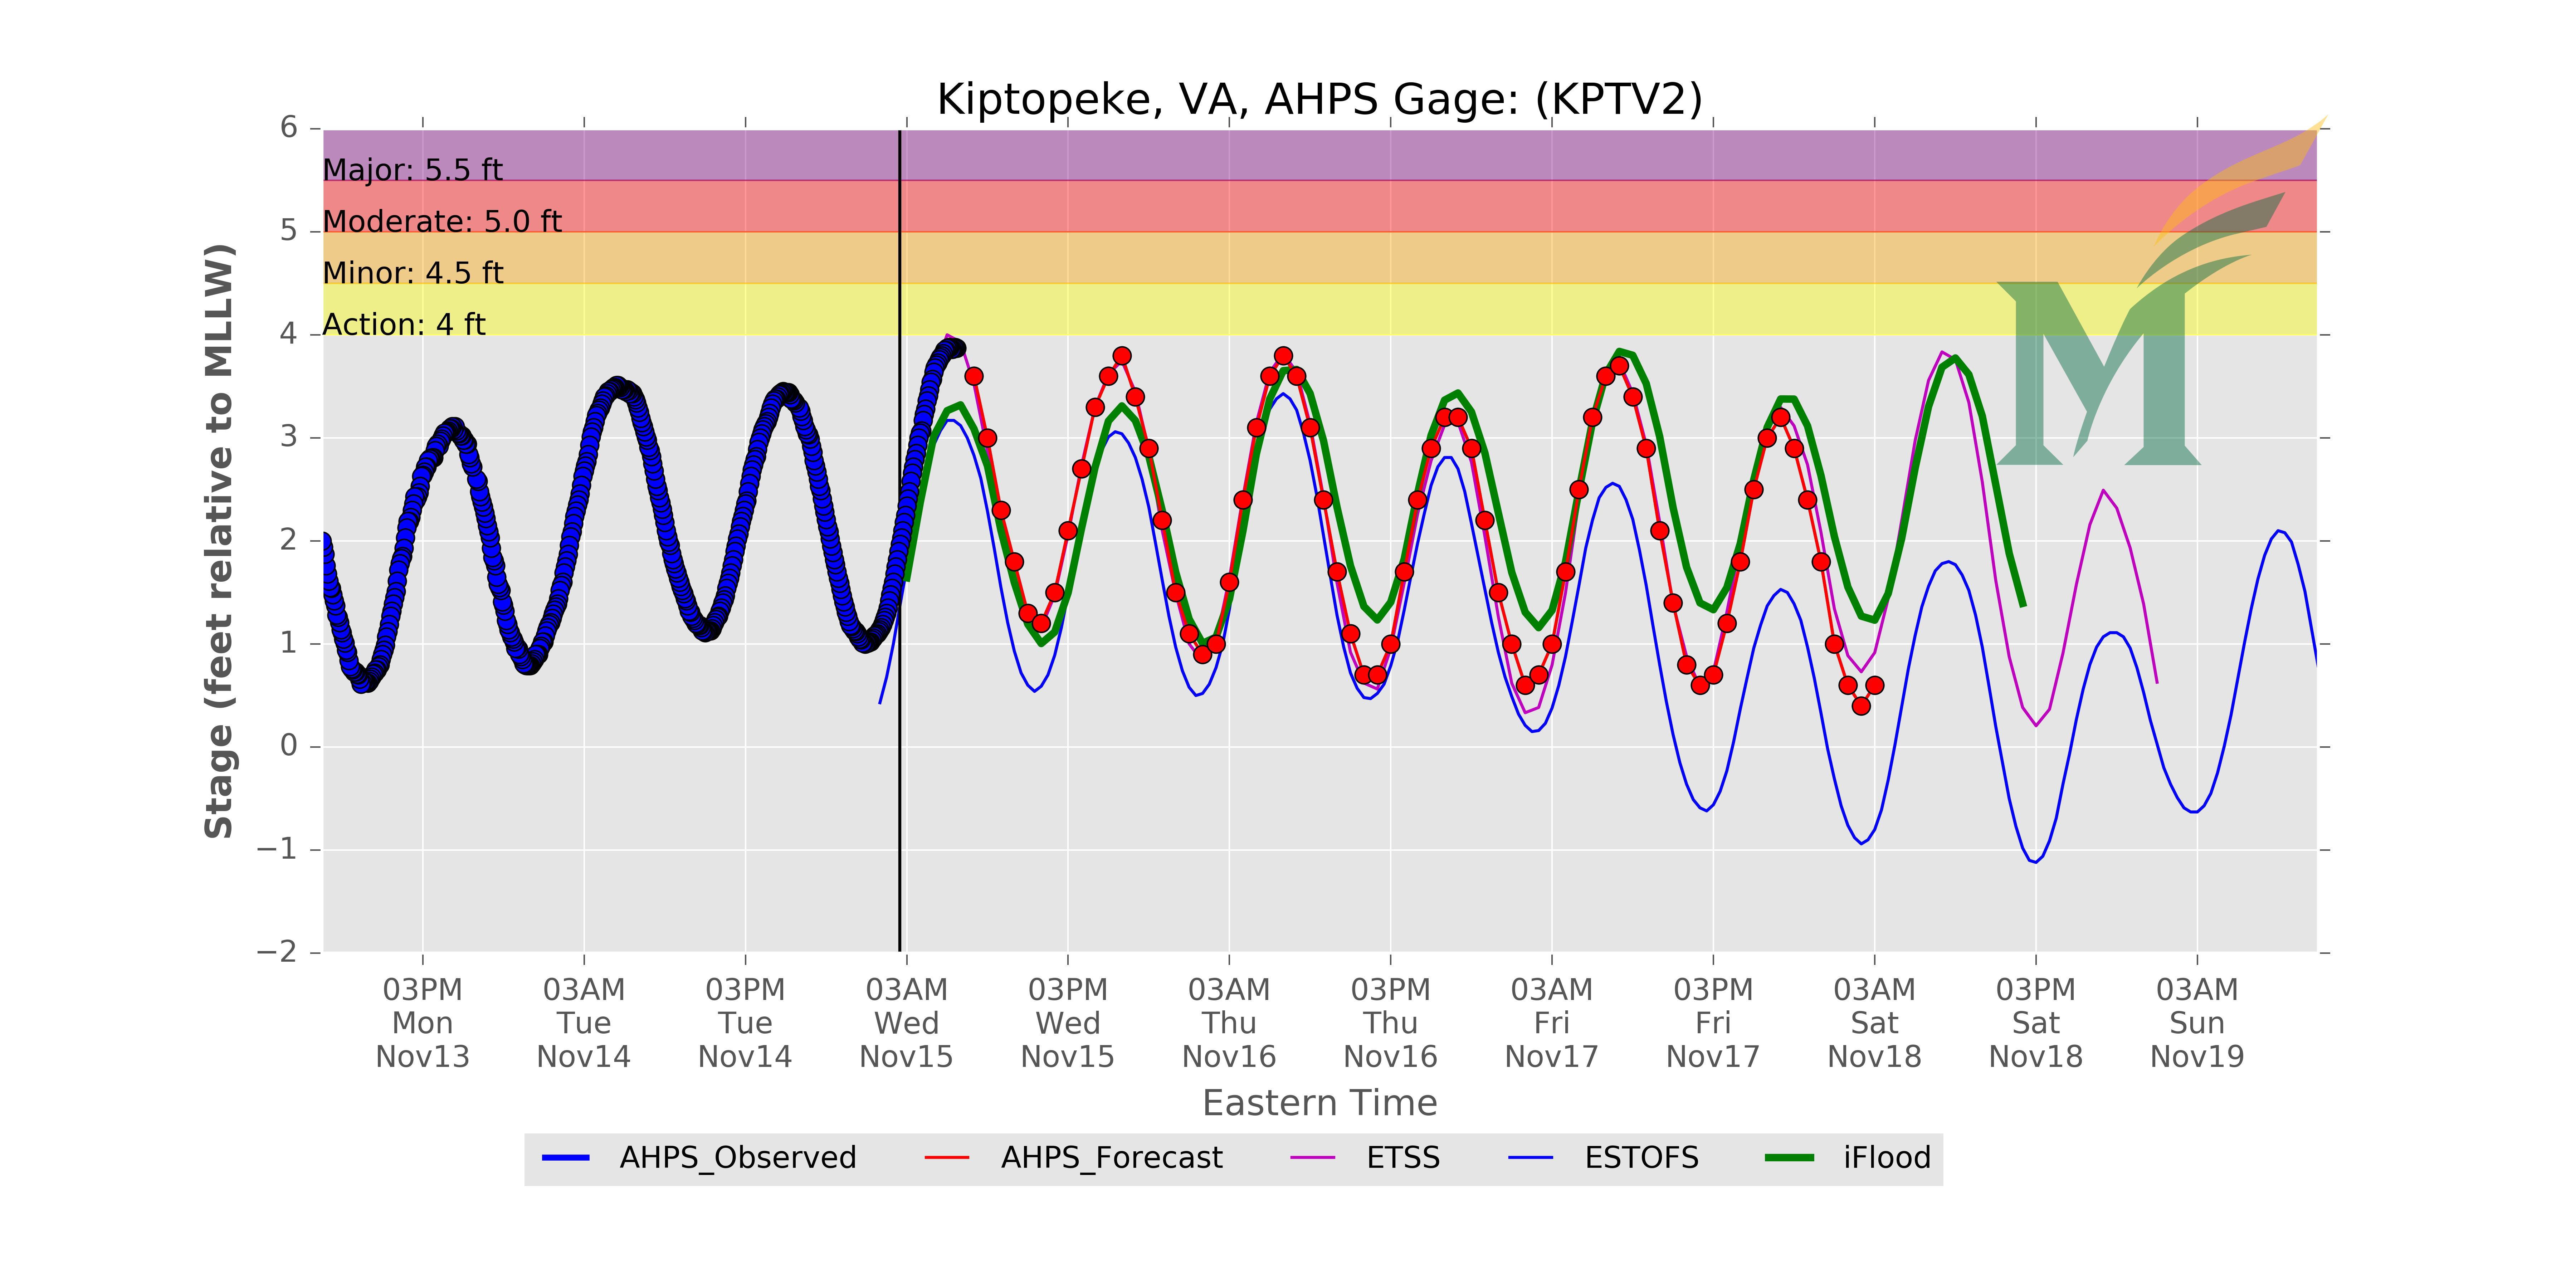 Kiptopeke, VA, AHPS Gage: (KPTV2)
6
5
4
3
2
1
0
−1
−2
Stage (feet relative to MLLW)
Major: 5.5 ft
Moderate: 5.0 ft
Minor: 4.5 ft
Action: 4 ft
M
03PM 03AM 03PM 03AM 03PM 03AM 03PM 03AM 03PM 03AM 03PM 03AM
Mon Tue Tue Wed Wed Thu Thu Fri Fri Sat Sat Sun
Nov13 Nov14 Nov14 Nov15 Nov15 Nov16 Nov16 Nov17 Nov17 Nov18 Nov18 Nov19
Eastern Time
AHPS_Observed AHPS_Forecast ETSS ESTOFS iFlood